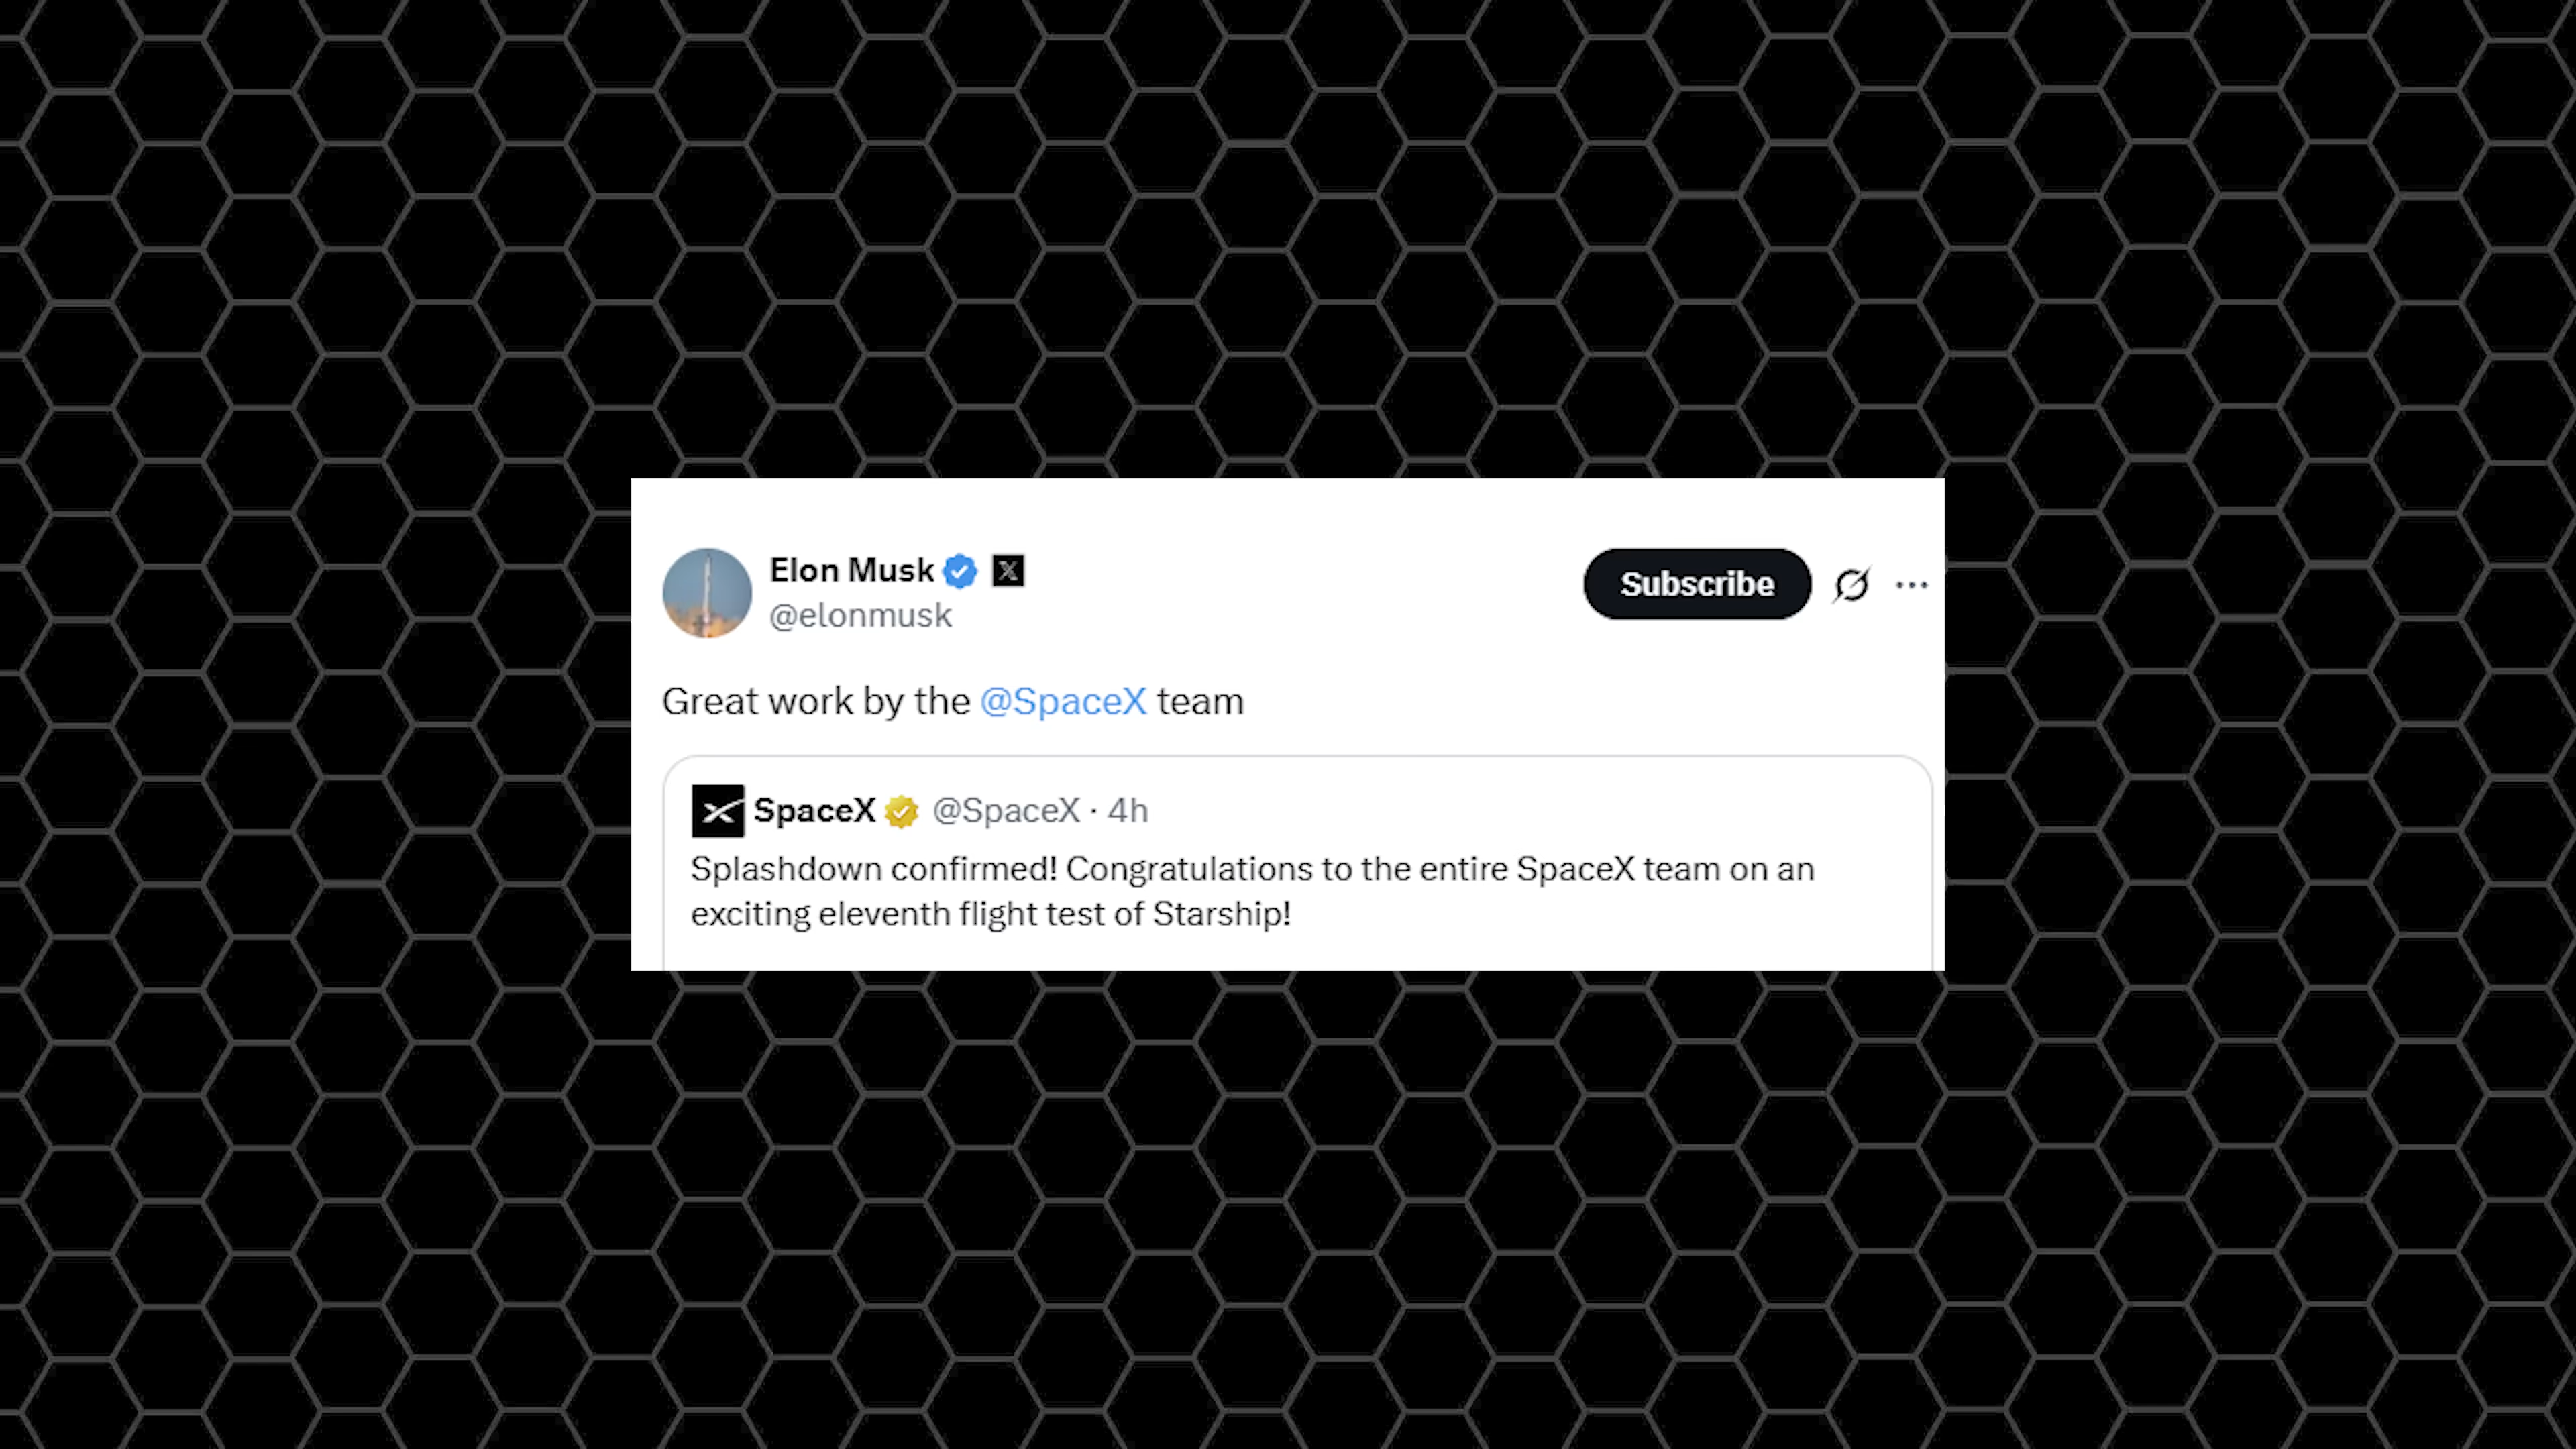 Elon Musk
@elonmusk
Subscribe
Great work by the @SpaceX team
SpaceX @SpaceX · 4h
Splashdown confirmed! Congratulations to the entire SpaceX team on an
exciting eleventh flight test of Starship!